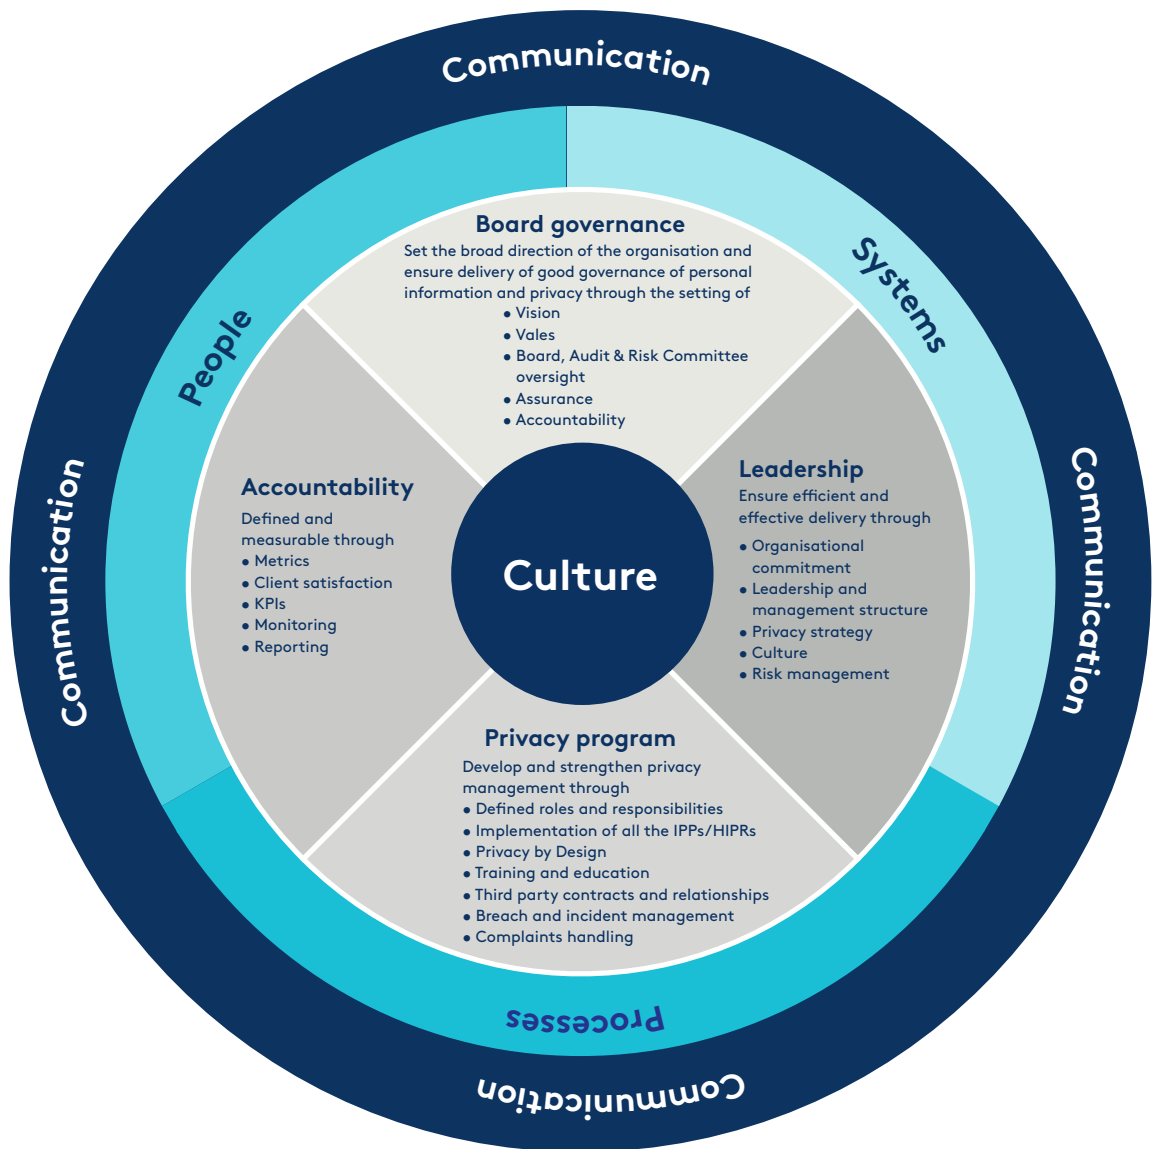 Communication
Systems
People
Board governance
Set the broad direction of the organisation and
ensure delivery of good governance of personal
information and privacy through the setting of
• Vision
• Vales
• Board, Audit & Risk Committee
oversight
• Assurance
• Accountability
Communication
Accountability
Defined and
measurable through
• Metrics
• Client satisfaction
• KPIs
• Monitoring
• Reporting
Culture
Leadership
Ensure efficient and
effective delivery through
• Organisational
commitment
• Leadership and
management structure
• Privacy strategy
• Culture
• Risk management
Communication
Privacy program
Develop and strengthen privacy
management through
• Defined roles and responsibilities
• Implementation of all the IPPs/HIPRs
• Privacy by Design
• Training and education
• Third party contracts and relationships
• Breach and incident management
• Complaints handling
Processes
Communication